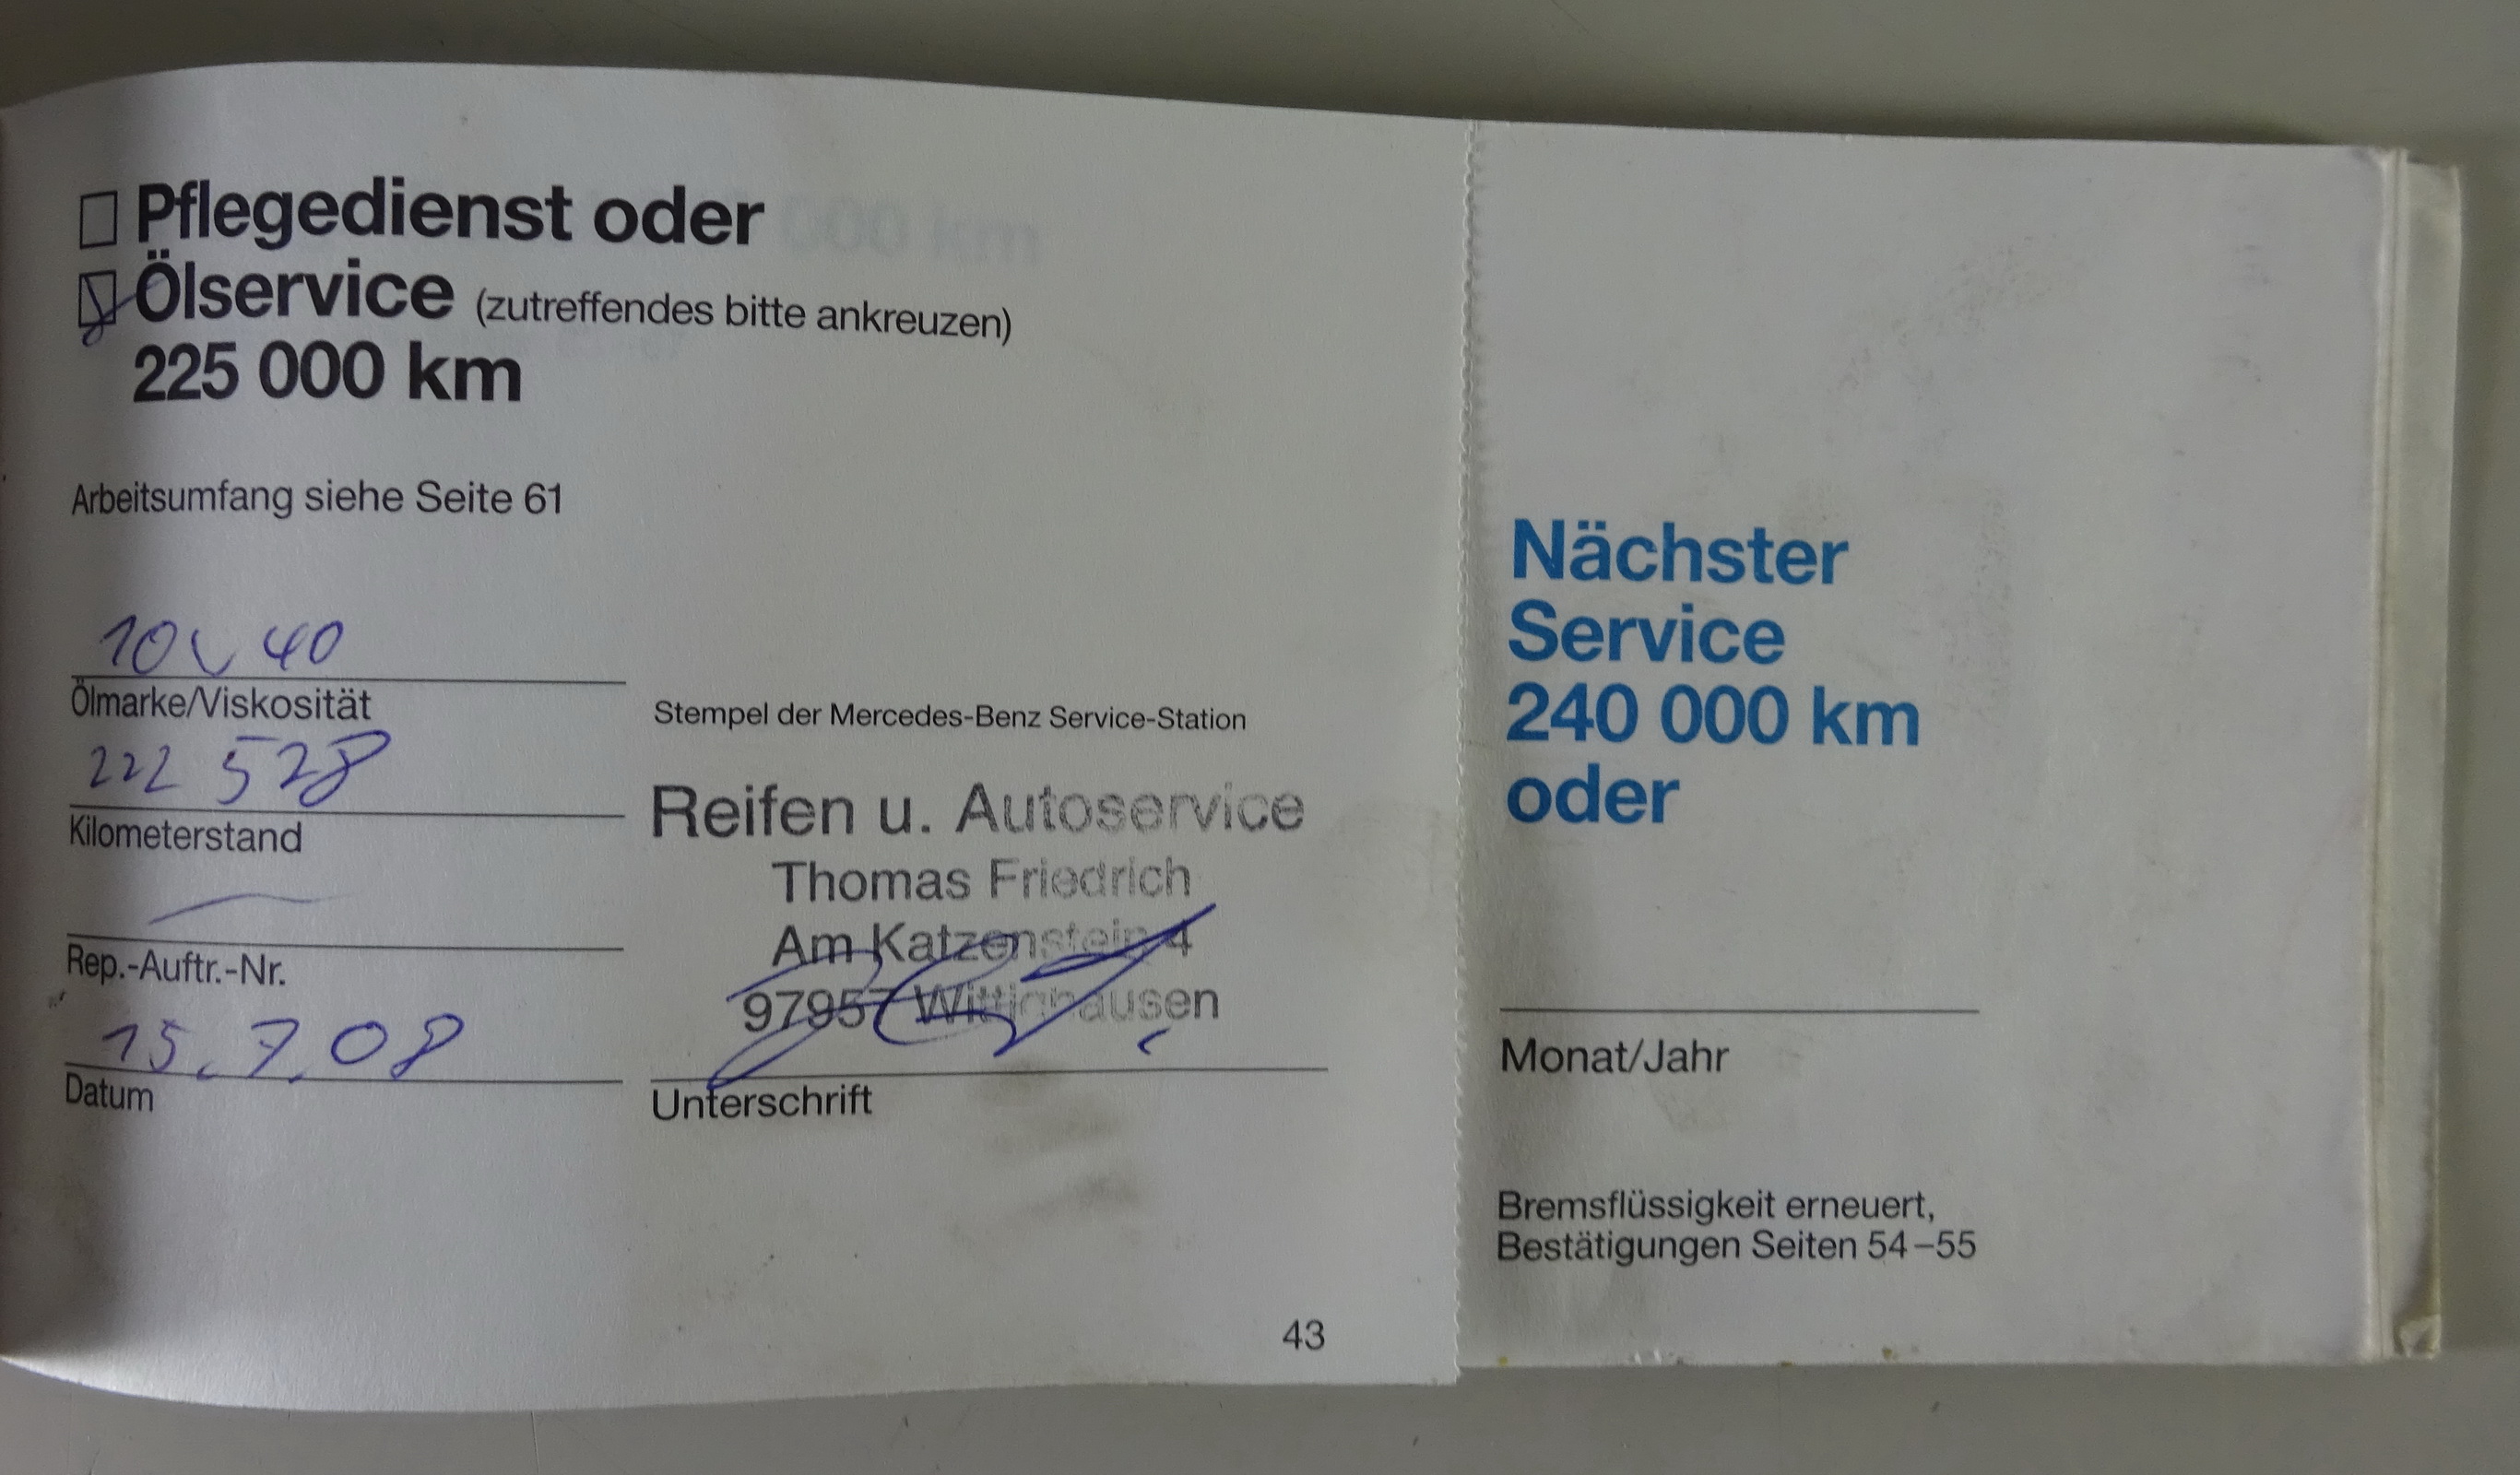 Pflegedienst oder
Ölservice (zutreffendes bitte ankreuzen)
225 000 km
Arbeitsumfang siehe Seite 61
10 W 40
Ölmarke/Viskosität
222 528
Kilometerstand
Rep.-Auftr.-Nr.
15.7.08
Datum
Stempel der Mercedes-Benz Service-Station
Reifen u. Autoservice
Thomas Friedrich
Am Katzenstein 4
97957 Wittighausen
Unterschrift
43
Nächster
Service
240 000 km
oder
Monat/Jahr
Bremsflüssigkeit erneuert,
Bestätigungen Seiten 54–55